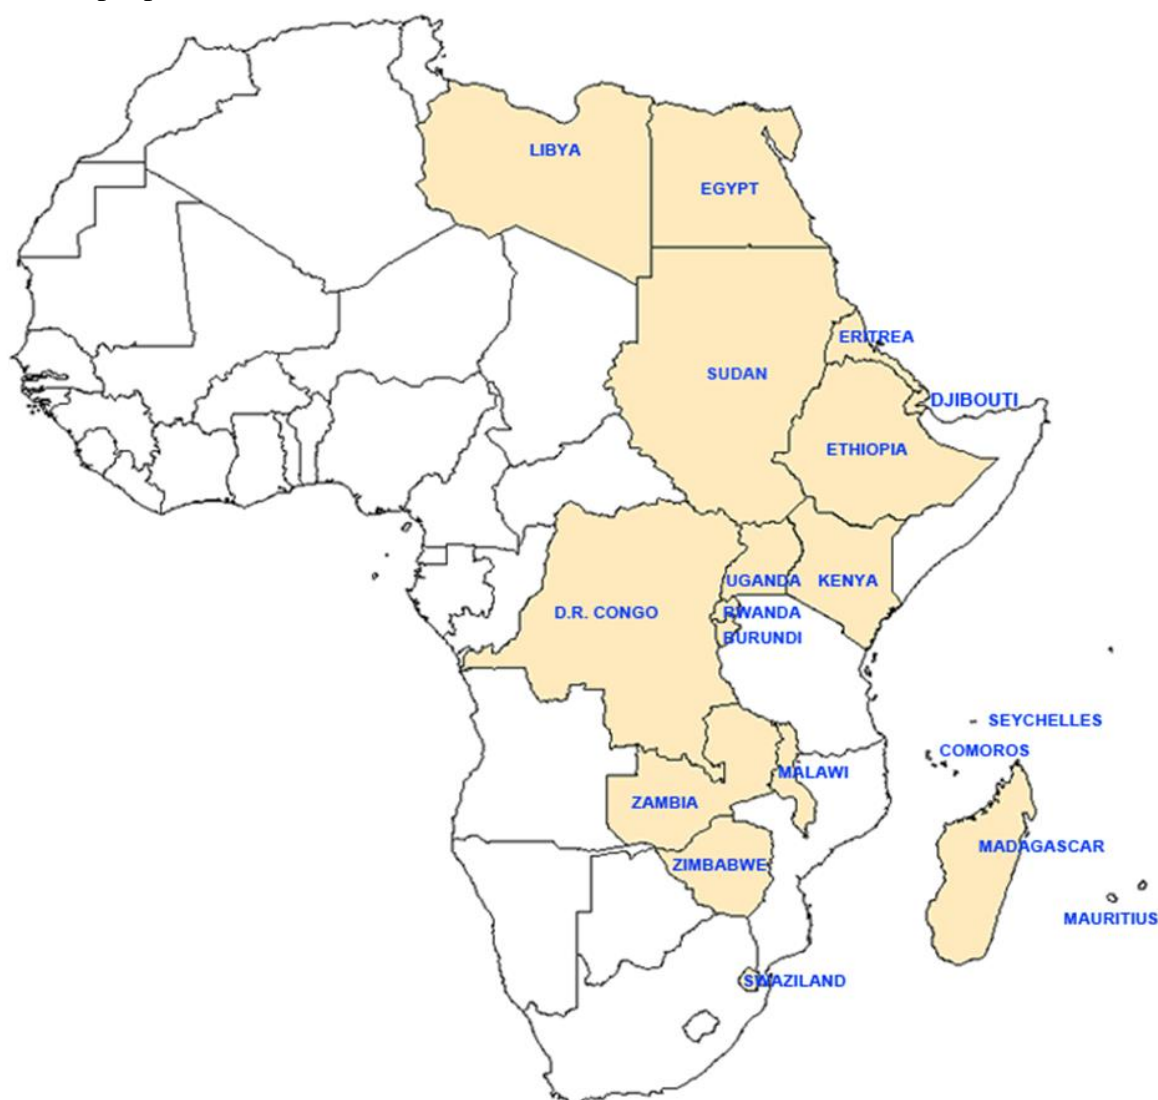 LIBYA
EGYPT
ERITREA
SUDAN
DJIBOUTI
ETHIOPIA
UGANDA
KENYA
D.R. CONGO
RWANDA
BURUNDI
SEYCHELLES
COMOROS
MALAWI
ZAMBIA
MADAGASCAR
ZIMBABWE
MAURITIUS
SWAZILAND